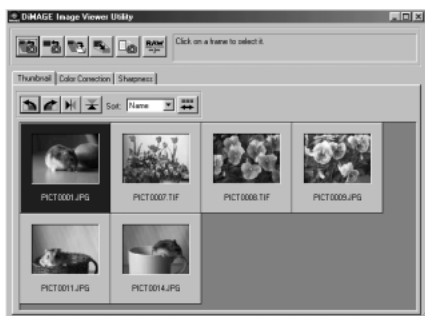 DiMAGE Image Viewer Utility
RAW
Click on a frame to select it.
Thumbnail Color Correction Sharpness
Sort: Name
PICT0001.JPG PICT0007.TIF PICT0008.TIF PICT0009.JPG
PICT0011.JPG PICT0014.JPG